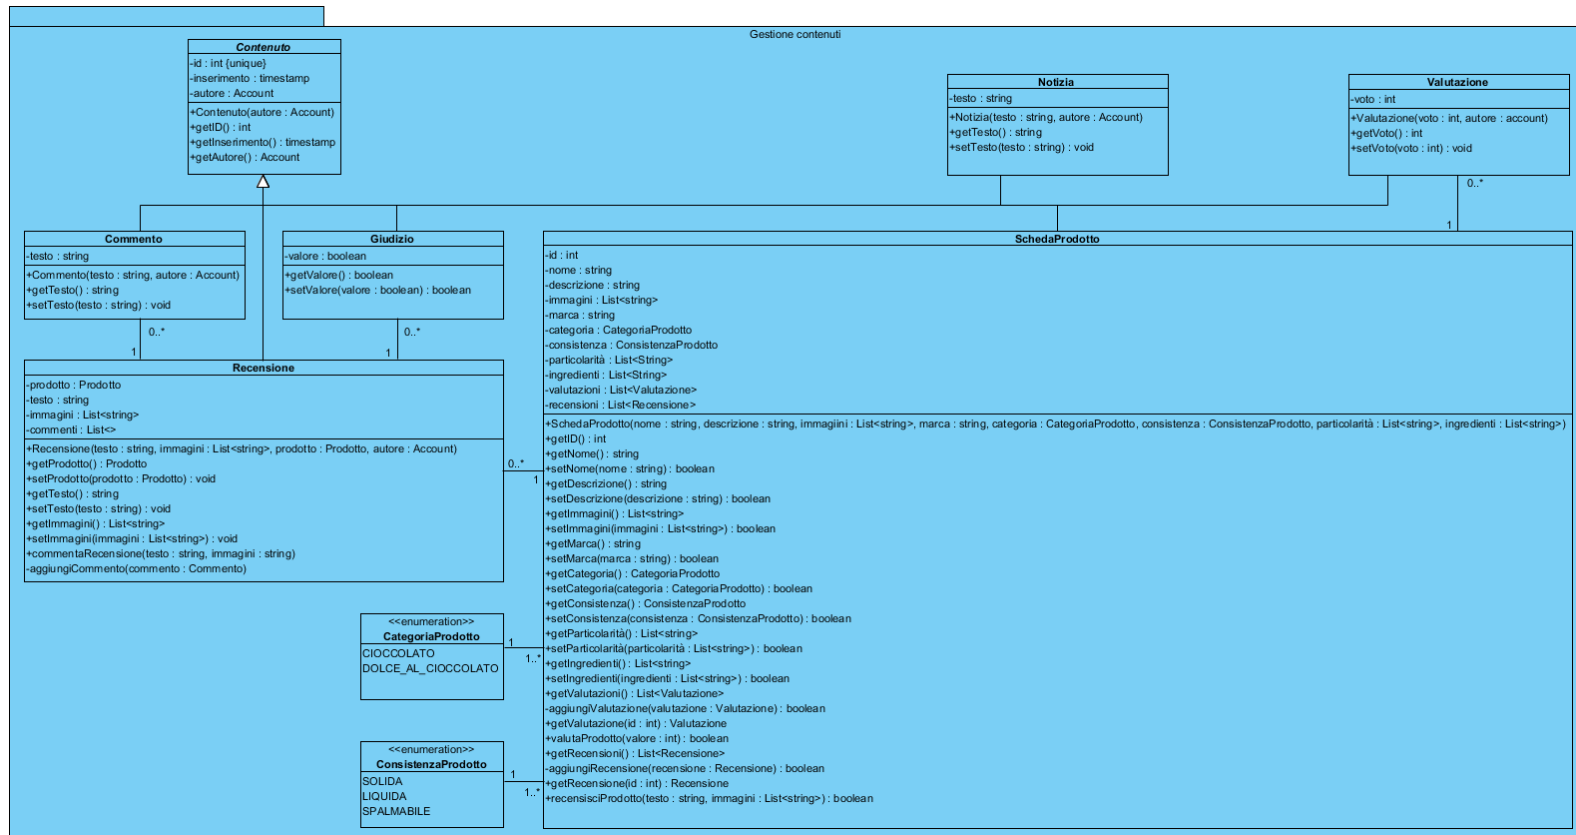 Gestione contenuti
Contenuto
-id : int {unique}
-inserimento : timestamp
-autore : Account
+Contenuto(autore : Account)
+getID() : int
+getInserimento() : timestamp
+getAutore() : Account
Notizia
-testo : string
+Notizia(testo : string, autore : Account)
+getTesto() : string
+setTesto(testo : string) : void
Valutazione
-voto : int
+Valutazione(voto : int, autore : account)
+getVoto() : int
+setVoto(voto : int) : void
0..*
1
Commento
-testo : string
+Commento(testo : string, autore : Account)
+getTesto() : string
+setTesto(testo : string) : void
0..*
1
Giudizio
-valore : boolean
+getValore() : boolean
+setValore(valore : boolean) : boolean
0..*
1
Recensione
-prodotto : Prodotto
-testo : string
-immagini : List<string>
-commenti : List<>
+Recensione(testo : string, immagini : List<string>, prodotto : Prodotto, autore : Account)
+getProdotto() : Prodotto
+setProdotto(prodotto : Prodotto) : void
+getTesto() : string
+setTesto(testo : string) : void
+getImmagini() : List<string>
+setImmagini(immagini : List<string>) : void
+commentaRecensione(testo : string, immagini : string)
-aggiungiCommento(commento : Commento)
0..*
1
SchedaProdotto
-id : int
-nome : string
-descrizione : string
-immagini : List<string>
-marca : string
-categoria : CategoriaProdotto
-consistenza : ConsistenzaProdotto
-particolarità : List<String>
-ingredienti : List<String>
-valutazioni : List<Valutazione>
-recensioni : List<Recensione>
+SchedaProdotto(nome : string, descrizione : string, immagiini : List<string>, marca : string, categoria : CategoriaProdotto, consistenza : ConsistenzaProdotto, particolarità : List<string>, ingredienti : List<string>)
+getID() : int
+getNome() : string
+setNome(nome : string) : boolean
+getDescrizione() : string
+setDescrizione(descrizione : string) : boolean
+getImmagini() : List<string>
+setImmagini(immagini : List<string>) : boolean
+getMarca() : string
+setMarca(marca : string) : boolean
+getCategoria() : CategoriaProdotto
+setCategoria(categoria : CategoriaProdotto) : boolean
+getConsistenza() : ConsistenzaProdotto
+setConsistenza(consistenza : ConsistenzaProdotto) : boolean
+getParticolarità() : List<string>
+setParticolarità(particolarità : List<string>) : boolean
+getIngredienti() : List<string>
+setIngredienti(ingredienti : List<string>) : boolean
+getValutazioni() : List<Valutazione>
-aggiungiValutazione(valutazione : Valutazione) : boolean
+getValutazione(id : int) : Valutazione
+valutaProdotto(valore : int) : boolean
+getRecensioni() : List<Recensione>
-aggiungiRecensione(recensione : Recensione) : boolean
+getRecensione(id : int) : Recensione
+recensisciProdotto(testo : string, immagini : List<string>) : boolean
<<enumeration>>
CategoriaProdotto
CIOCCOLATO
DOLCE_AL_CIOCCOLATO
1
1..*
<<enumeration>>
ConsistenzaProdotto
SOLIDA
LIQUIDA
SPALMABILE
1
1..*